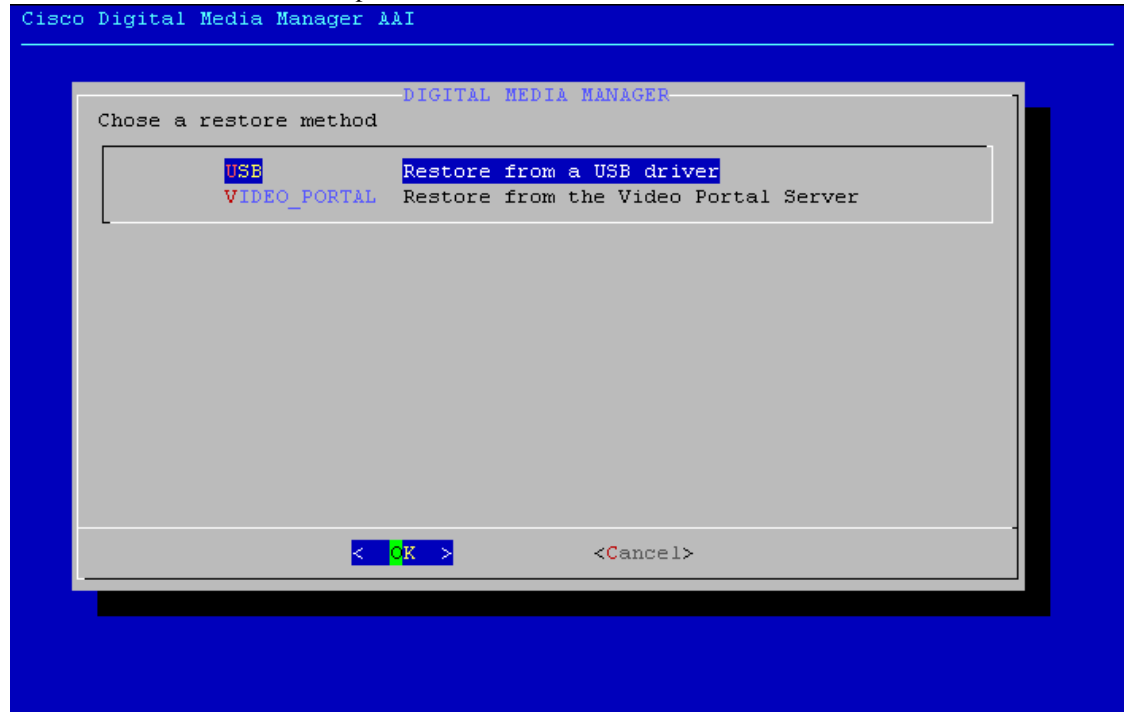 Cisco Digital Media Manager AAI
DIGITAL MEDIA MANAGER
Chose a restore method
USB Restore from a USB driver
VIDEO_PORTAL Restore from the Video Portal Server
< OK > <Cancel>